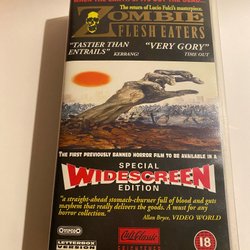 The return of Lucio Fulci's masterpiece.
ZOMBIE
FLESH EATERS
"TASTIER THAN
ENTRAILS" KERRANG!
"VERY GORY"
TIME OUT
THE FIRST PREVIOUSLY BANNED HORROR FILM TO BE AVAILABLE IN A
SPECIAL
WIDESCREEN
EDITION
"a straight-ahead stomach-churner full of blood and guts
mayhem that really delivers the goods. A must for any
horror collection." Allan Bryce, VIDEO WORLD
LETTERBOX
VERSION
18